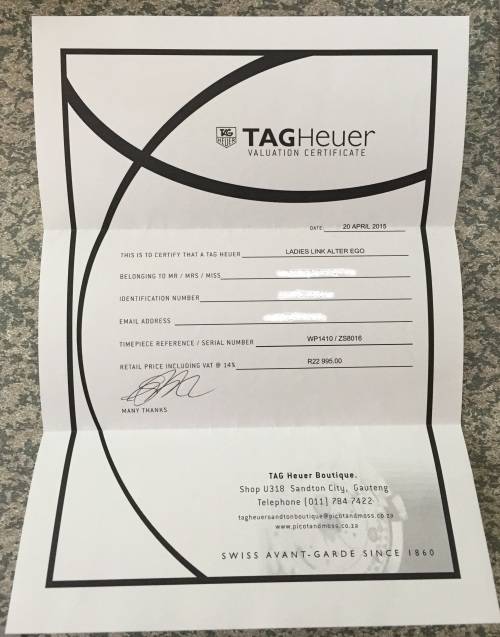 TAG
HEUER
TAGHeuer
VALUATION CERTIFICATE
DATE 20 APRIL 2015
THIS IS TO CERTIFY THAT A TAG HEUER LADIES LINK ALTER EGO
BELONGING TO MR / MRS / MISS
IDENTIFICATION NUMBER
EMAIL ADDRESS
TIMEPIECE REFERENCE / SERIAL NUMBER WP1410 / ZS8016
RETAIL PRICE INCLUDING VAT @ 14% R22 995.00
MANY THANKS
TAG Heuer Boutique.
Shop U318 Sandton City, Gauteng
Telephone (011) 784 7422
tagheuersandtonboutique@picotandmoss.co.za
www.picotandmoss.co.za
SWISS AVANT-GARDE SINCE 1860